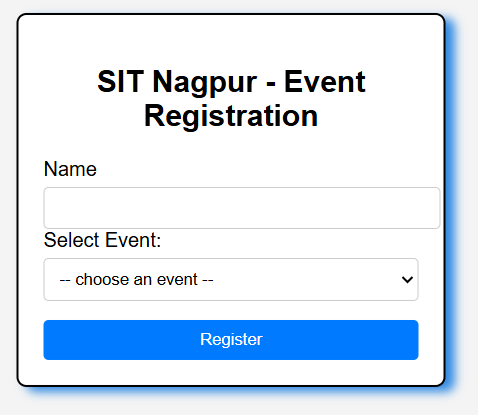 SIT Nagpur - Event
Registration
Name
Select Event:
-- choose an event --
Register